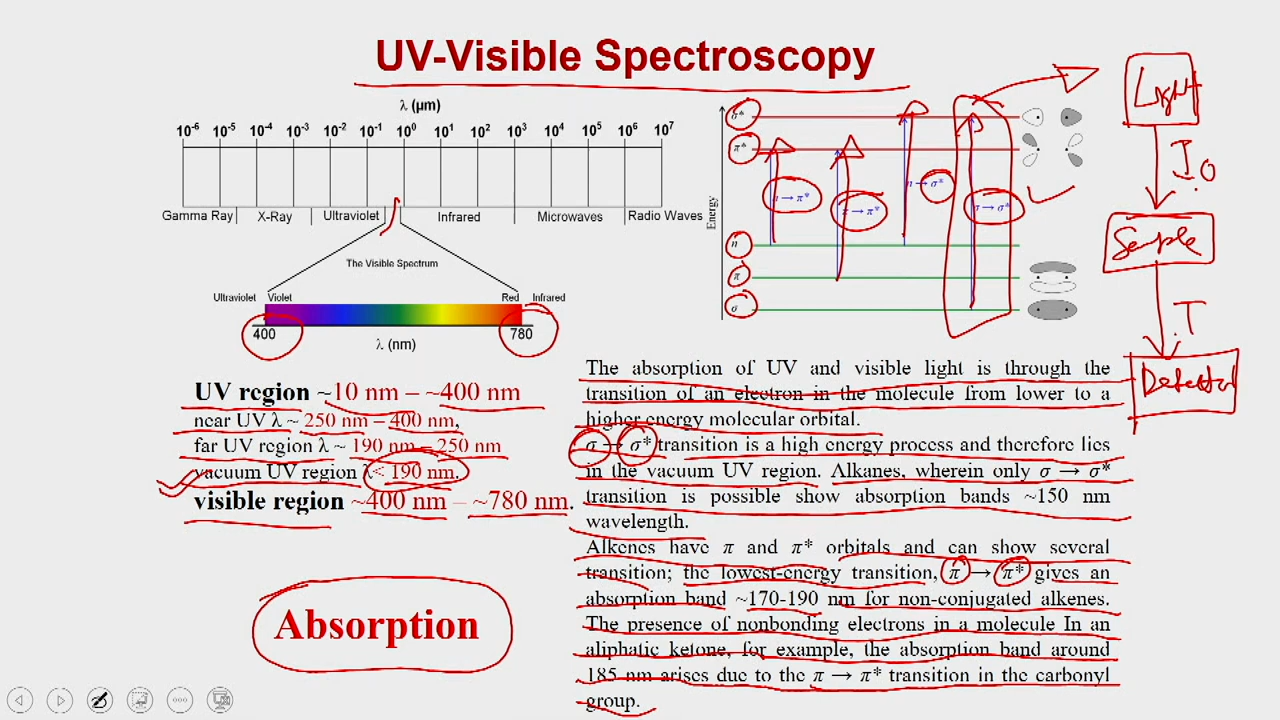 UV-Visible Spectroscopy
λ (μm)
10⁻⁶ 10⁻⁵ 10⁻⁴ 10⁻³ 10⁻² 10⁻¹ 10⁰ 10¹ 10² 10³ 10⁴ 10⁵ 10⁶ 10⁷
Gamma Ray X-Ray Ultraviolet Infrared Microwaves Radio Waves
The Visible Spectrum
Ultraviolet Violet Red Infrared
400 780
λ (nm)
UV region ~10 nm – ~400 nm
near UV λ ~ 250 nm – 400 nm,
far UV region λ ~ 190 nm – 250 nm
vacuum UV region λ< 190 nm.
visible region ~400 nm – ~780 nm.
Absorption
Energy
σ*
π*
n → π*
π → π*
n → σ*
σ → σ*
n
π
σ
Light
I₀
Sample
T
Detector
The absorption of UV and visible light is through the
transition of an electron in the molecule from lower to a
higher energy molecular orbital.
σ → σ* transition is a high energy process and therefore lies
in the vacuum UV region. Alkanes, wherein only σ → σ*
transition is possible show absorption bands ~150 nm
wavelength.
Alkenes have π and π* orbitals and can show several
transition; the lowest-energy transition, π → π* gives an
absorption band ~170-190 nm for non-conjugated alkenes.
The presence of nonbonding electrons in a molecule In an
aliphatic ketone, for example, the absorption band around
185 nm arises due to the π → π* transition in the carbonyl
group.